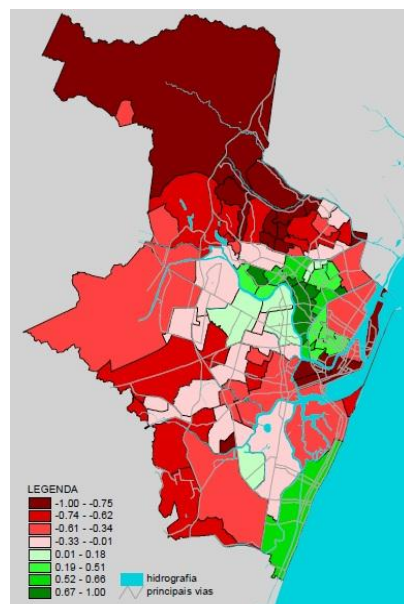 LEGENDA
-1.00 - -0.75
-0.74 - -0.62
-0.61 - -0.34
-0.33 - -0.01
0.01 - 0.18
0.19 - 0.51
0.52 - 0.66
0.67 - 1.00
hidrografia
principais vias